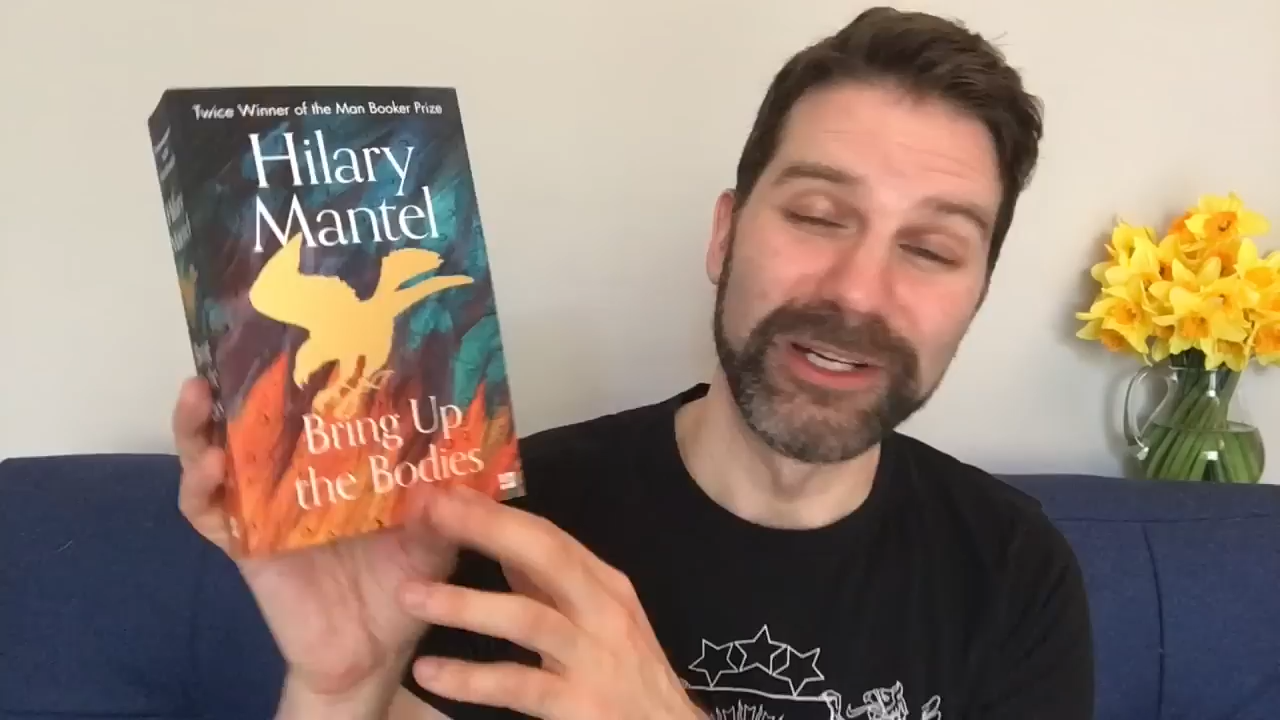 Twice Winner of the Man Booker Prize
Hilary
Mantel
Bring Up
the Bodies